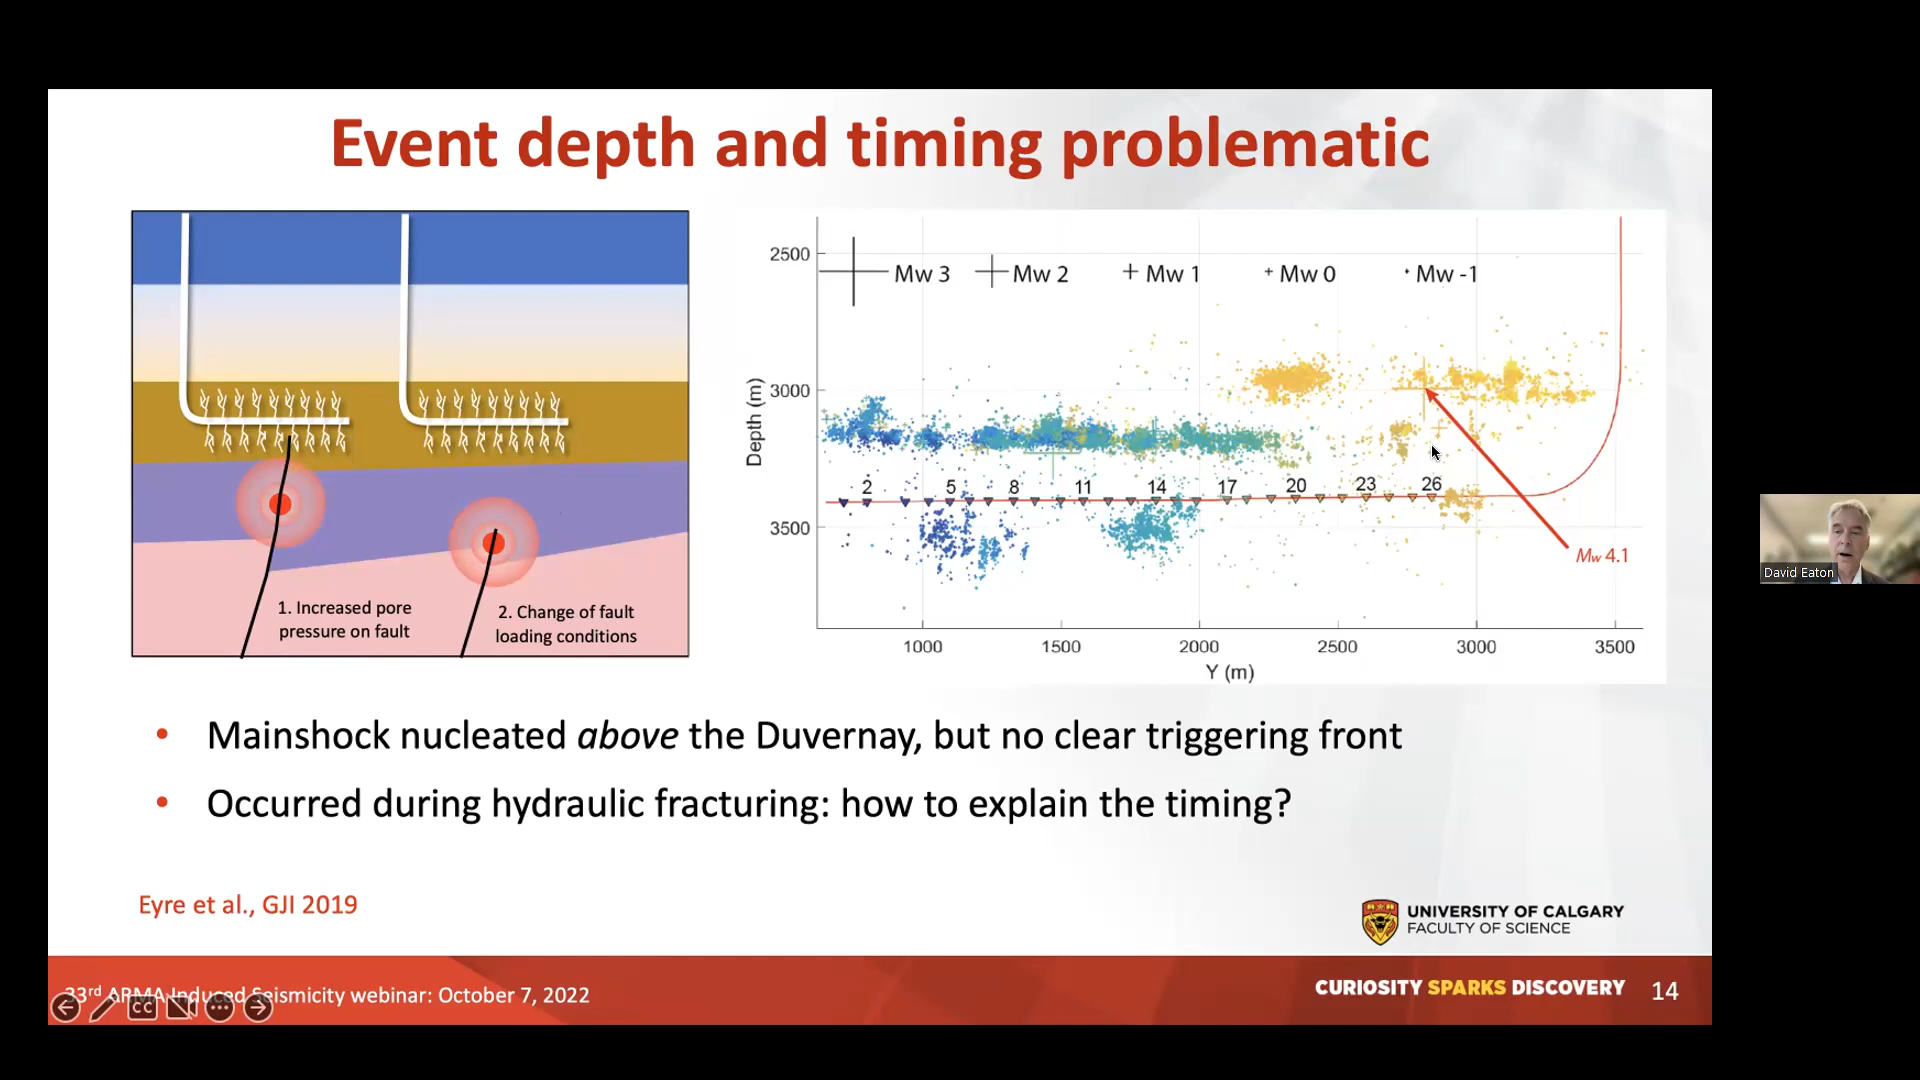 Event depth and timing problematic
1. Increased pore
pressure on fault
2. Change of fault
loading conditions
2500
3000
3500
Depth (m)
Mw 3
Mw 2
Mw 1
Mw 0
Mw -1
2
5
8
11
14
17
20
23
26
Mw 4.1
1000
1500
2000
2500
3000
3500
Y (m)
• Mainshock nucleated above the Duvernay, but no clear triggering front
• Occurred during hydraulic fracturing: how to explain the timing?
Eyre et al., GJI 2019
UNIVERSITY OF CALGARY
FACULTY OF SCIENCE
33rd ARMA Induced Seismicity webinar: October 7, 2022
CC
CURIOSITY SPARKS DISCOVERY
14
David Eaton